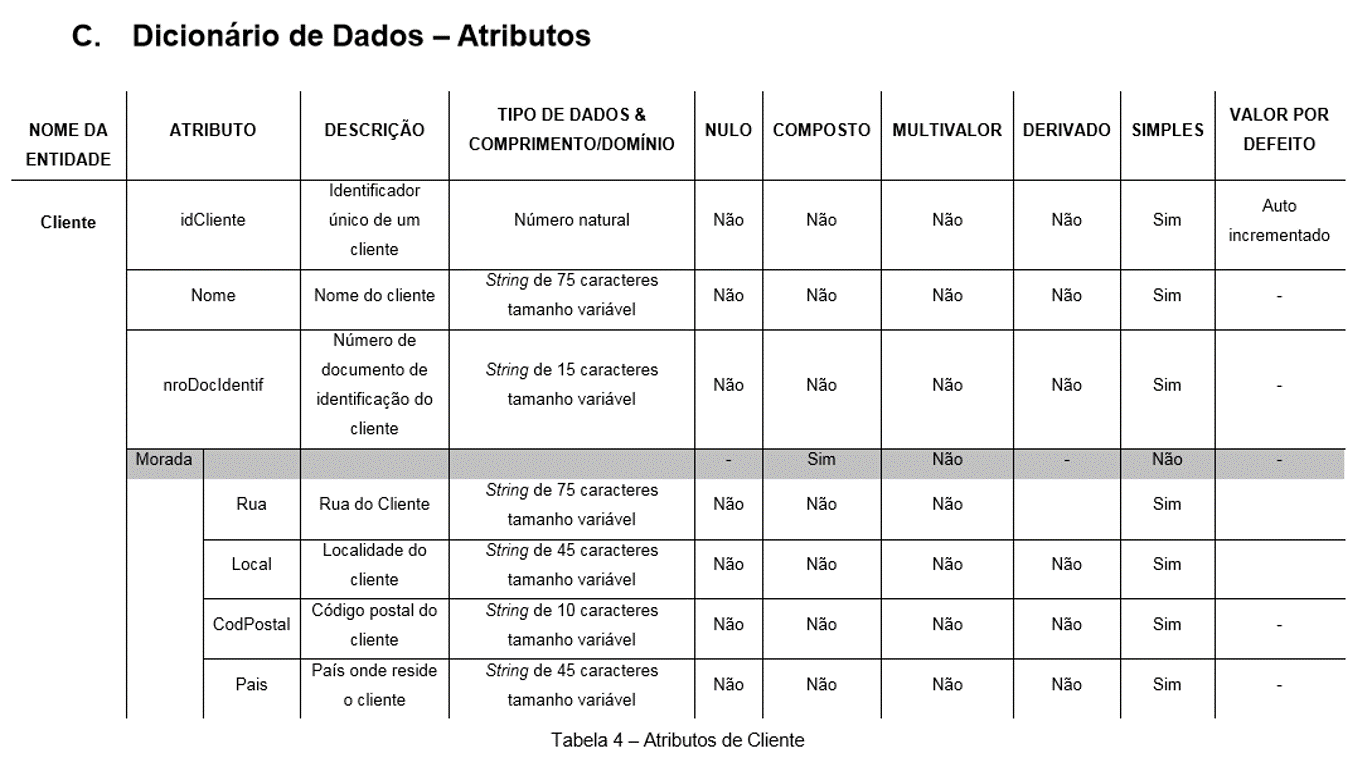 C. Dicionário de Dados – Atributos
NOME DA
ENTIDADE
ATRIBUTO
DESCRIÇÃO
TIPO DE DADOS &
COMPRIMENTO/DOMÍNIO
NULO
COMPOSTO
MULTIVALOR
DERIVADO
SIMPLES
VALOR POR
DEFEITO
Cliente
idCliente
Identificador
único de um
cliente
Número natural
Não
Não
Não
Não
Sim
Auto
incrementado
Nome
Nome do cliente
String de 75 caracteres
tamanho variável
Não
Não
Não
Não
Sim
-
nroDocIdentif
Número de
documento de
identificação do
cliente
String de 15 caracteres
tamanho variável
Não
Não
Não
Não
Sim
-
Morada
-
Sim
Não
-
Não
-
Rua
Rua do Cliente
String de 75 caracteres
tamanho variável
Não
Não
Não
Sim
Local
Localidade do
cliente
String de 45 caracteres
tamanho variável
Não
Não
Não
Não
Sim
CodPostal
Código postal do
cliente
String de 10 caracteres
tamanho variável
Não
Não
Não
Não
Sim
-
Pais
País onde reside
o cliente
String de 45 caracteres
tamanho variável
Não
Não
Não
Não
Sim
-
Tabela 4 – Atributos de Cliente